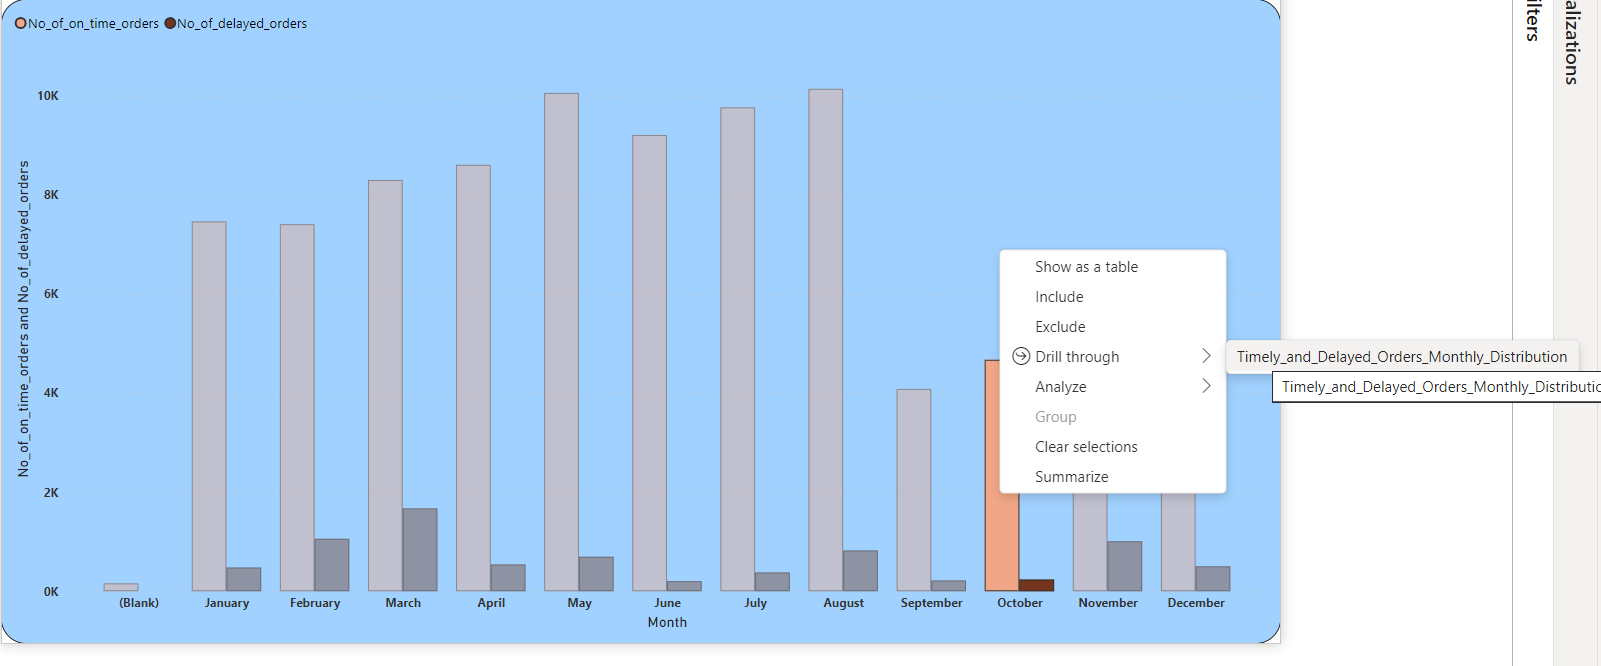 No_of_on_time_orders No_of_delayed_orders
No_of_on_time_orders and No_of_delayed_orders
10K
8K
6K
4K
2K
0K
(Blank) January February March April May June July August September October November December
Month
Show as a table
Include
Exclude
Drill through
Analyze
Group
Clear selections
Summarize
Timely_and_Delayed_Orders_Monthly_Distribution
Timely_and_Delayed_Orders_Monthly_Distributio
ilters
alizations